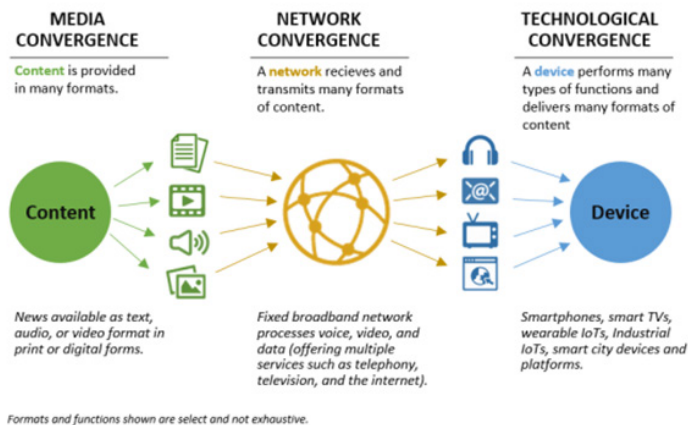 MEDIA
CONVERGENCE
Content is provided
in many formats.
Content
News available as text,
audio, or video format in
print or digital forms.
NETWORK
CONVERGENCE
A network recieves and
transmits many formats
of content.
Fixed broadband network
processes voice, video, and
data (offering multiple
services such as telephony,
television, and the internet).
@
TECHNOLOGICAL
CONVERGENCE
A device performs many
types of functions and
delivers many formats of
content
Device
Smartphones, smart TVs,
wearable IoTs, Industrial
IoTs, smart city devices and
platforms.
Formats and functions shown are select and not exhaustive.